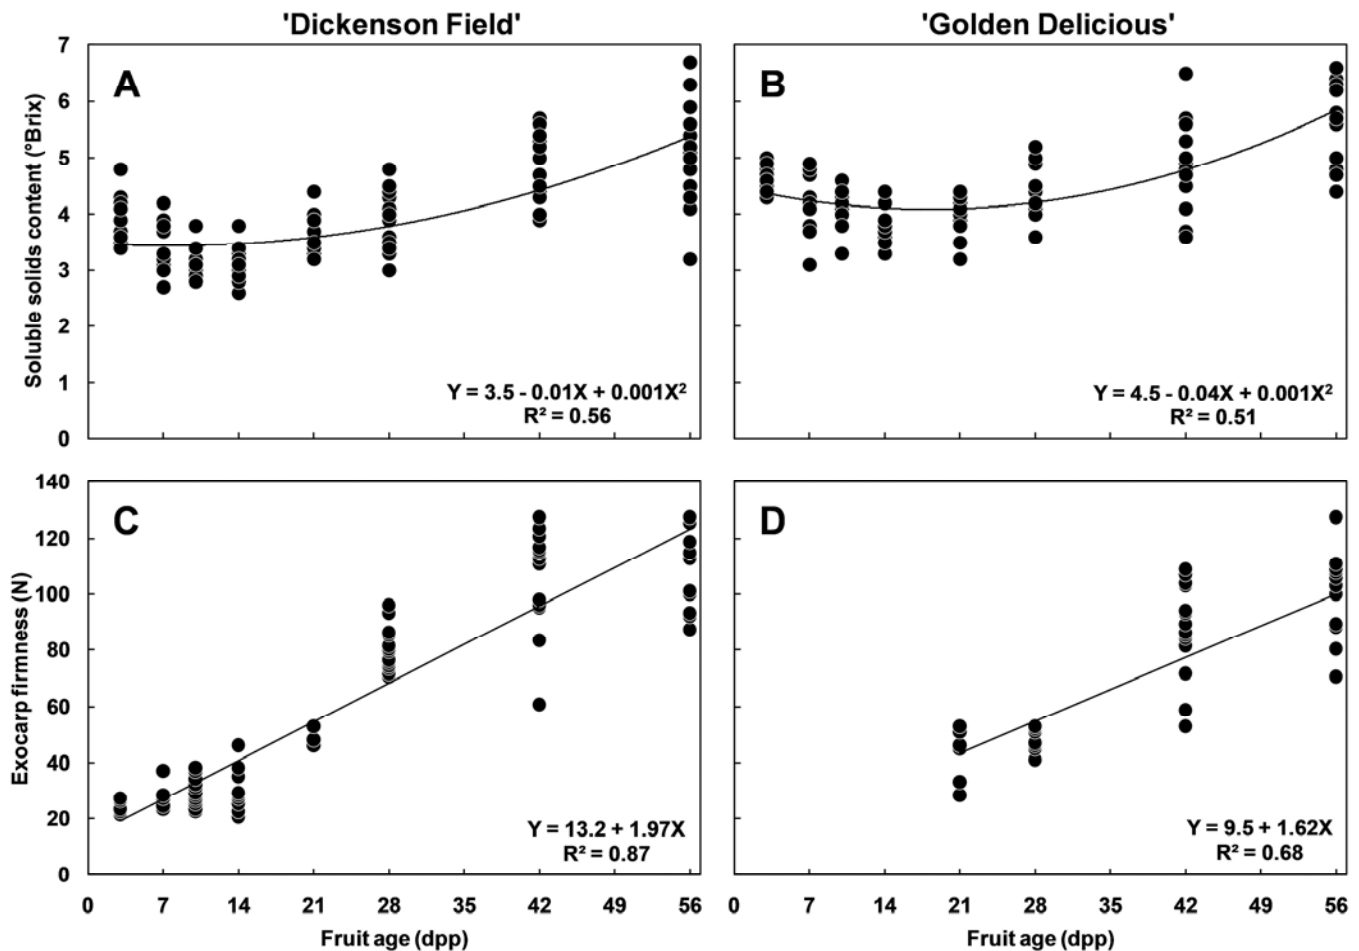 'Dickenson Field'
'Golden Delicious'
Soluble solids content (°Brix)
7
6
5
4
3
2
1
0
A
Y = 3.5 - 0.01X + 0.001X²
R² = 0.56
B
Y = 4.5 - 0.04X + 0.001X²
R² = 0.51
Exocarp firmness (N)
140
120
100
80
60
40
20
0
C
Y = 13.2 + 1.97X
R² = 0.87
D
Y = 9.5 + 1.62X
R² = 0.68
0 7 14 21 28 35 42 49 56
Fruit age (dpp)
0 7 14 21 28 35 42 49 56
Fruit age (dpp)